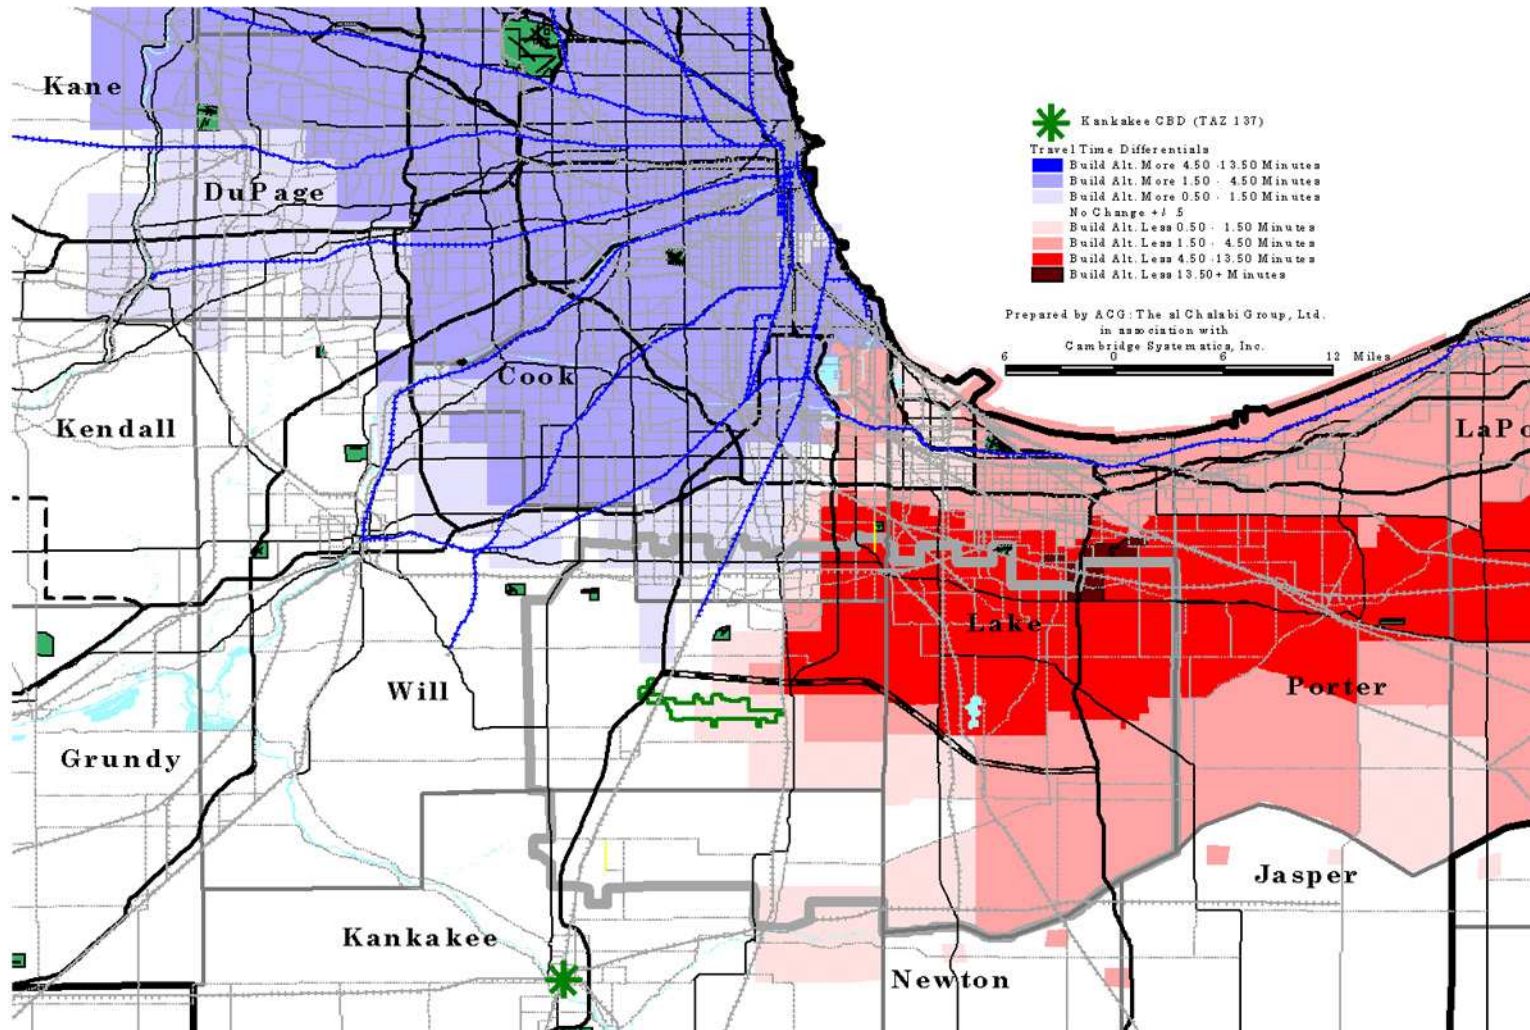 Kane
DuPage
Kendall
Cook
Will
Grundy
Kankakee
Lake
Porter
LaPo
Jasper
Newton
Kankakee CBD (TAZ 137)
Travel Time Differentials
Build Alt. More 4.50 -13.50 Minutes
Build Alt. More 1.50 - 4.50 Minutes
Build Alt. More 0.50 - 1.50 Minutes
No Change +/- .5
Build Alt. Less 0.50 - 1.50 Minutes
Build Alt. Less 1.50 - 4.50 Minutes
Build Alt. Less 4.50 -13.50 Minutes
Build Alt. Less 13.50+ Minutes
Prepared by ACG: The al Chalabi Group, Ltd.
in association with
Cambridge Systematics, Inc.
6 0 6 12 Miles